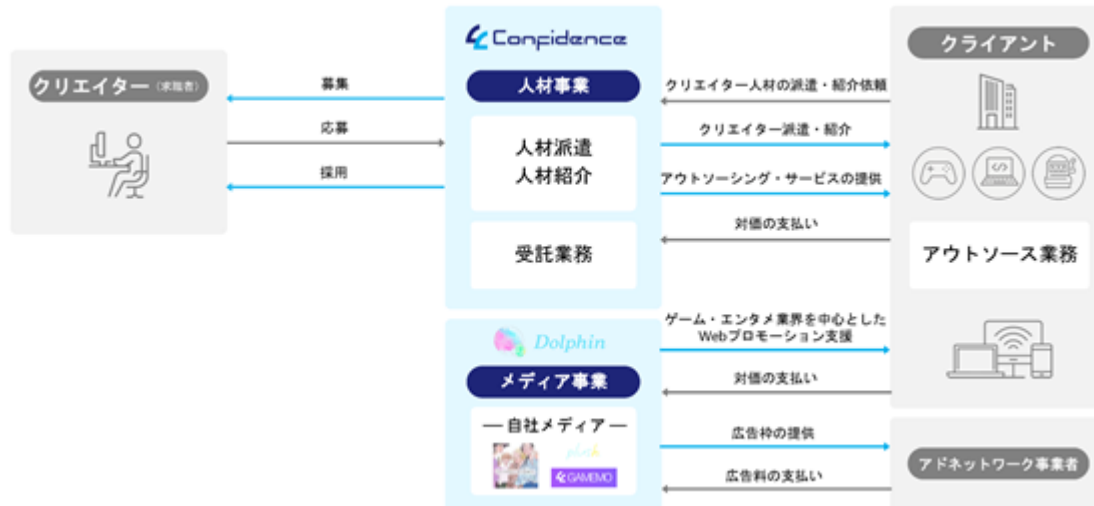 クリエイター（求職者）
募集
応募
採用
Confidence
人材事業
人材派遣
人材紹介
受託業務
Dolphin
メディア事業
自社メディア
GAMEMO
クリエイター人材の派遣・紹介依頼
クリエイター派遣・紹介
アウトソーシング・サービスの提供
対価の支払い
ゲーム・エンタメ業界を中心とした
Webプロモーション支援
対価の支払い
広告枠の提供
広告料の支払い
クライアント
アウトソース業務
アドネットワーク事業者